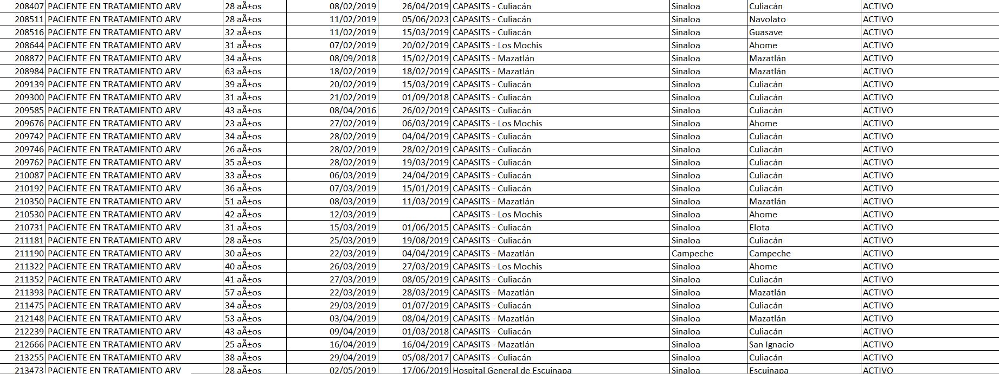 208407 PACIENTE EN TRATAMIENTO ARV 28 aÃ±os 08/02/2019 26/04/2019 CAPASITS - Culiacán Sinaloa Culiacán ACTIVO
208511 PACIENTE EN TRATAMIENTO ARV 28 aÃ±os 11/02/2019 05/06/2023 CAPASITS - Culiacán Sinaloa Navolato ACTIVO
208516 PACIENTE EN TRATAMIENTO ARV 32 aÃ±os 11/02/2019 15/03/2019 CAPASITS - Culiacán Sinaloa Guasave ACTIVO
208644 PACIENTE EN TRATAMIENTO ARV 31 aÃ±os 07/02/2019 20/02/2019 CAPASITS - Los Mochis Sinaloa Ahome ACTIVO
208872 PACIENTE EN TRATAMIENTO ARV 34 aÃ±os 08/09/2018 15/02/2019 CAPASITS - Mazatlán Sinaloa Mazatlán ACTIVO
208984 PACIENTE EN TRATAMIENTO ARV 63 aÃ±os 18/02/2019 18/02/2019 CAPASITS - Mazatlán Sinaloa Mazatlán ACTIVO
209139 PACIENTE EN TRATAMIENTO ARV 39 aÃ±os 20/02/2019 15/03/2019 CAPASITS - Culiacán Sinaloa Culiacán ACTIVO
209300 PACIENTE EN TRATAMIENTO ARV 31 aÃ±os 21/02/2019 01/09/2018 CAPASITS - Culiacán Sinaloa Culiacán ACTIVO
209585 PACIENTE EN TRATAMIENTO ARV 43 aÃ±os 08/04/2016 26/02/2019 CAPASITS - Culiacán Sinaloa Culiacán ACTIVO
209676 PACIENTE EN TRATAMIENTO ARV 23 aÃ±os 27/02/2019 06/03/2019 CAPASITS - Los Mochis Sinaloa Ahome ACTIVO
209742 PACIENTE EN TRATAMIENTO ARV 34 aÃ±os 28/02/2019 04/04/2019 CAPASITS - Culiacán Sinaloa Culiacán ACTIVO
209746 PACIENTE EN TRATAMIENTO ARV 26 aÃ±os 28/02/2019 28/02/2019 CAPASITS - Culiacán Sinaloa Culiacán ACTIVO
209762 PACIENTE EN TRATAMIENTO ARV 35 aÃ±os 28/02/2019 19/03/2019 CAPASITS - Culiacán Sinaloa Culiacán ACTIVO
210087 PACIENTE EN TRATAMIENTO ARV 33 aÃ±os 06/03/2019 24/04/2019 CAPASITS - Culiacán Sinaloa Culiacán ACTIVO
210192 PACIENTE EN TRATAMIENTO ARV 36 aÃ±os 07/03/2019 15/01/2019 CAPASITS - Culiacán Sinaloa Culiacán ACTIVO
210350 PACIENTE EN TRATAMIENTO ARV 51 aÃ±os 08/03/2019 11/03/2019 CAPASITS - Mazatlán Sinaloa Mazatlán ACTIVO
210530 PACIENTE EN TRATAMIENTO ARV 42 aÃ±os 12/03/2019 CAPASITS - Los Mochis Sinaloa Ahome ACTIVO
210731 PACIENTE EN TRATAMIENTO ARV 31 aÃ±os 15/03/2019 01/06/2015 CAPASITS - Culiacán Sinaloa Elota ACTIVO
211181 PACIENTE EN TRATAMIENTO ARV 28 aÃ±os 25/03/2019 19/08/2019 CAPASITS - Culiacán Sinaloa Culiacán ACTIVO
211190 PACIENTE EN TRATAMIENTO ARV 30 aÃ±os 22/03/2019 04/04/2019 CAPASITS - Mazatlán Campeche Campeche ACTIVO
211322 PACIENTE EN TRATAMIENTO ARV 40 aÃ±os 26/03/2019 27/03/2019 CAPASITS - Los Mochis Sinaloa Ahome ACTIVO
211352 PACIENTE EN TRATAMIENTO ARV 41 aÃ±os 27/03/2019 08/05/2019 CAPASITS - Culiacán Sinaloa Culiacán ACTIVO
211393 PACIENTE EN TRATAMIENTO ARV 57 aÃ±os 22/03/2019 28/03/2019 CAPASITS - Mazatlán Sinaloa Mazatlán ACTIVO
211475 PACIENTE EN TRATAMIENTO ARV 34 aÃ±os 29/03/2019 01/07/2019 CAPASITS - Culiacán Sinaloa Culiacán ACTIVO
212148 PACIENTE EN TRATAMIENTO ARV 53 aÃ±os 03/04/2019 08/04/2019 CAPASITS - Mazatlán Sinaloa Mazatlán ACTIVO
212239 PACIENTE EN TRATAMIENTO ARV 43 aÃ±os 09/04/2019 01/03/2018 CAPASITS - Culiacán Sinaloa Culiacán ACTIVO
212666 PACIENTE EN TRATAMIENTO ARV 25 aÃ±os 16/04/2019 16/04/2019 CAPASITS - Mazatlán Sinaloa San Ignacio ACTIVO
213255 PACIENTE EN TRATAMIENTO ARV 38 aÃ±os 29/04/2019 05/08/2017 CAPASITS - Culiacán Sinaloa Culiacán ACTIVO
213473 PACIENTE EN TRATAMIENTO ARV 28 aÃ±os 02/05/2019 17/06/2019 Hospital General de Escuinapa Sinaloa Escuinapa ACTIVO